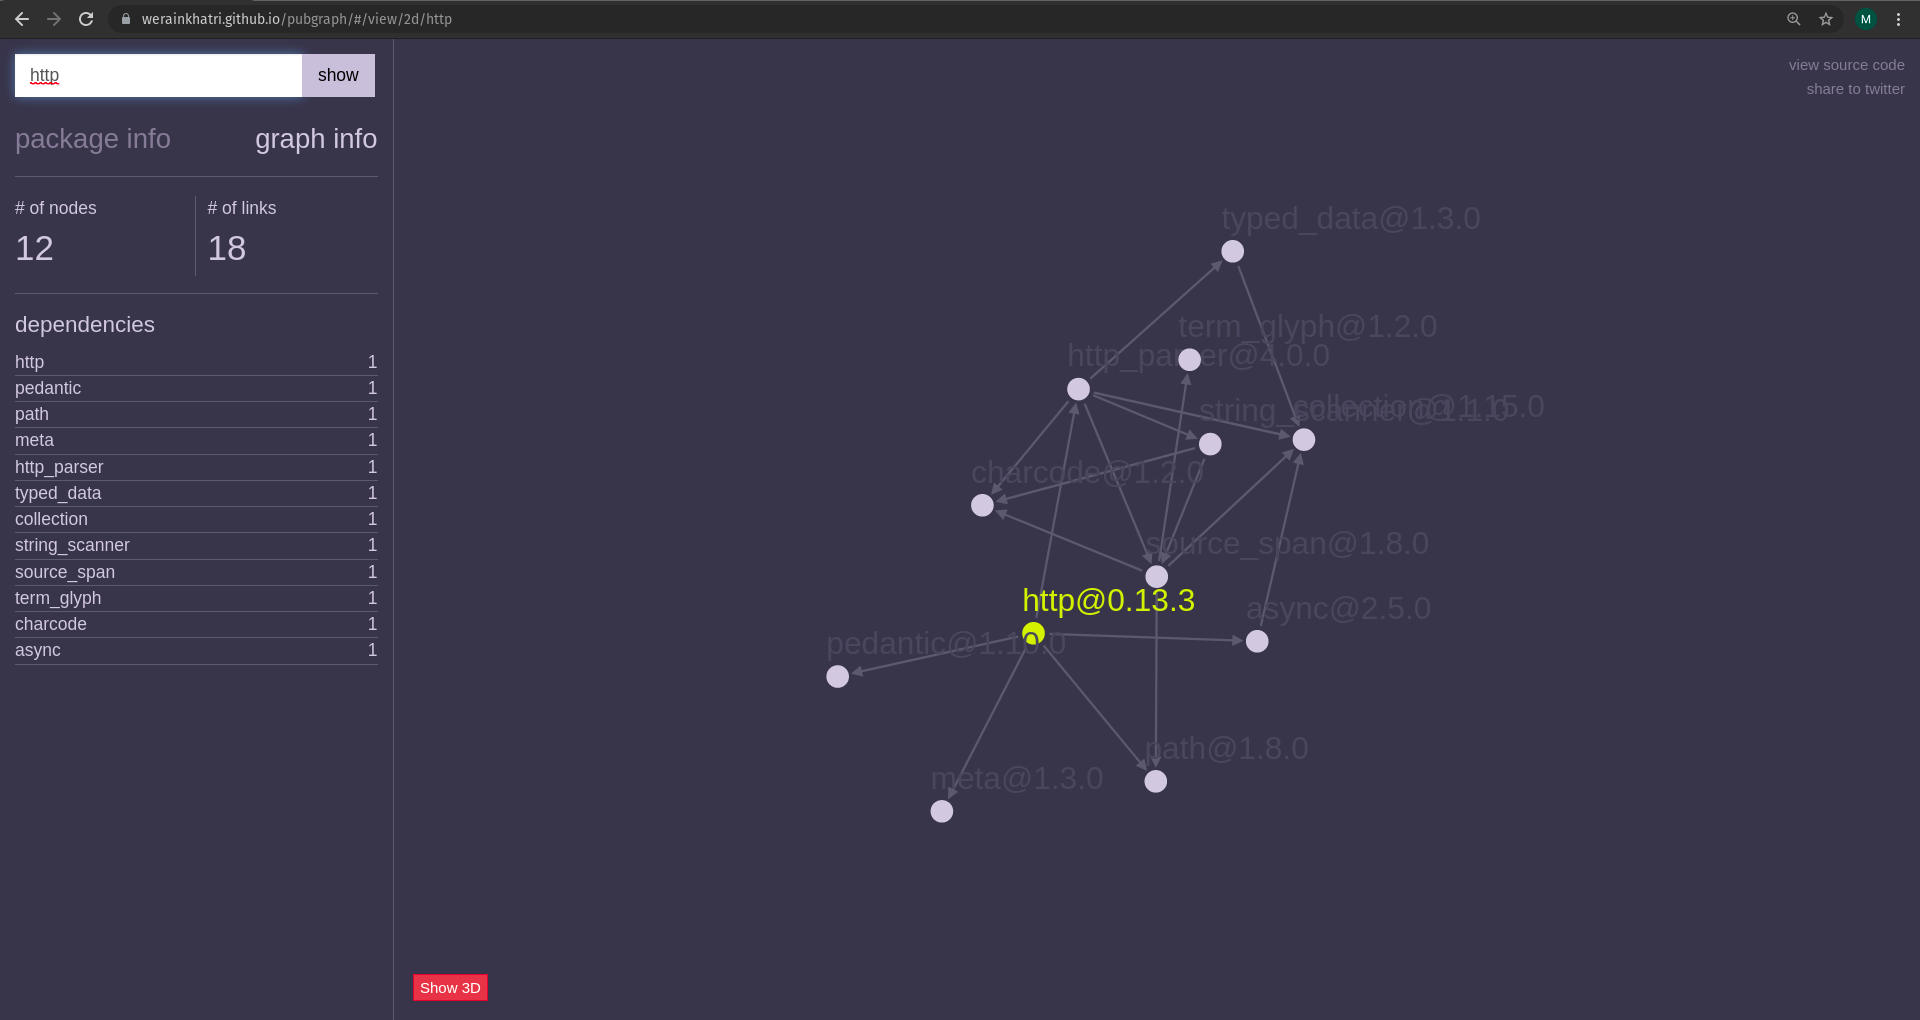 werainkhatri.github.io/pubgraph/#/view/2d/http
M
http
show
view source code
share to twitter
package info
graph info
# of nodes
12
# of links
18
dependencies
http 1
pedantic 1
path 1
meta 1
http_parser 1
typed_data 1
collection 1
string_scanner 1
source_span 1
term_glyph 1
charcode 1
async 1
typed_data@1.3.0
term_glyph@1.2.0
http_parser@4.0.0
collection@1.15.0
string_scanner@1.1.0
charcode@1.2.0
source_span@1.8.0
http@0.13.3
async@2.5.0
pedantic@1.10.0
path@1.8.0
meta@1.3.0
Show 3D